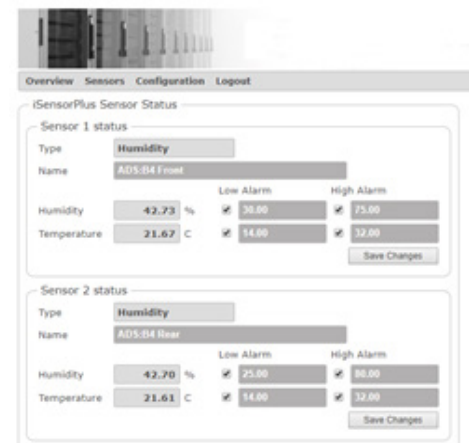 Overview Sensors Configuration Logout
iSensorPlus Sensor Status
Sensor 1 status
Type Humidity
Name AD5:B4 Front
Low Alarm High Alarm
Humidity 42.73 % 30.00 75.00
Temperature 21.67 C 14.00 32.00
Save Changes
Sensor 2 status
Type Humidity
Name AD5:B4 Rear
Low Alarm High Alarm
Humidity 42.70 % 25.00 80.00
Temperature 21.61 C 14.00 32.00
Save Changes